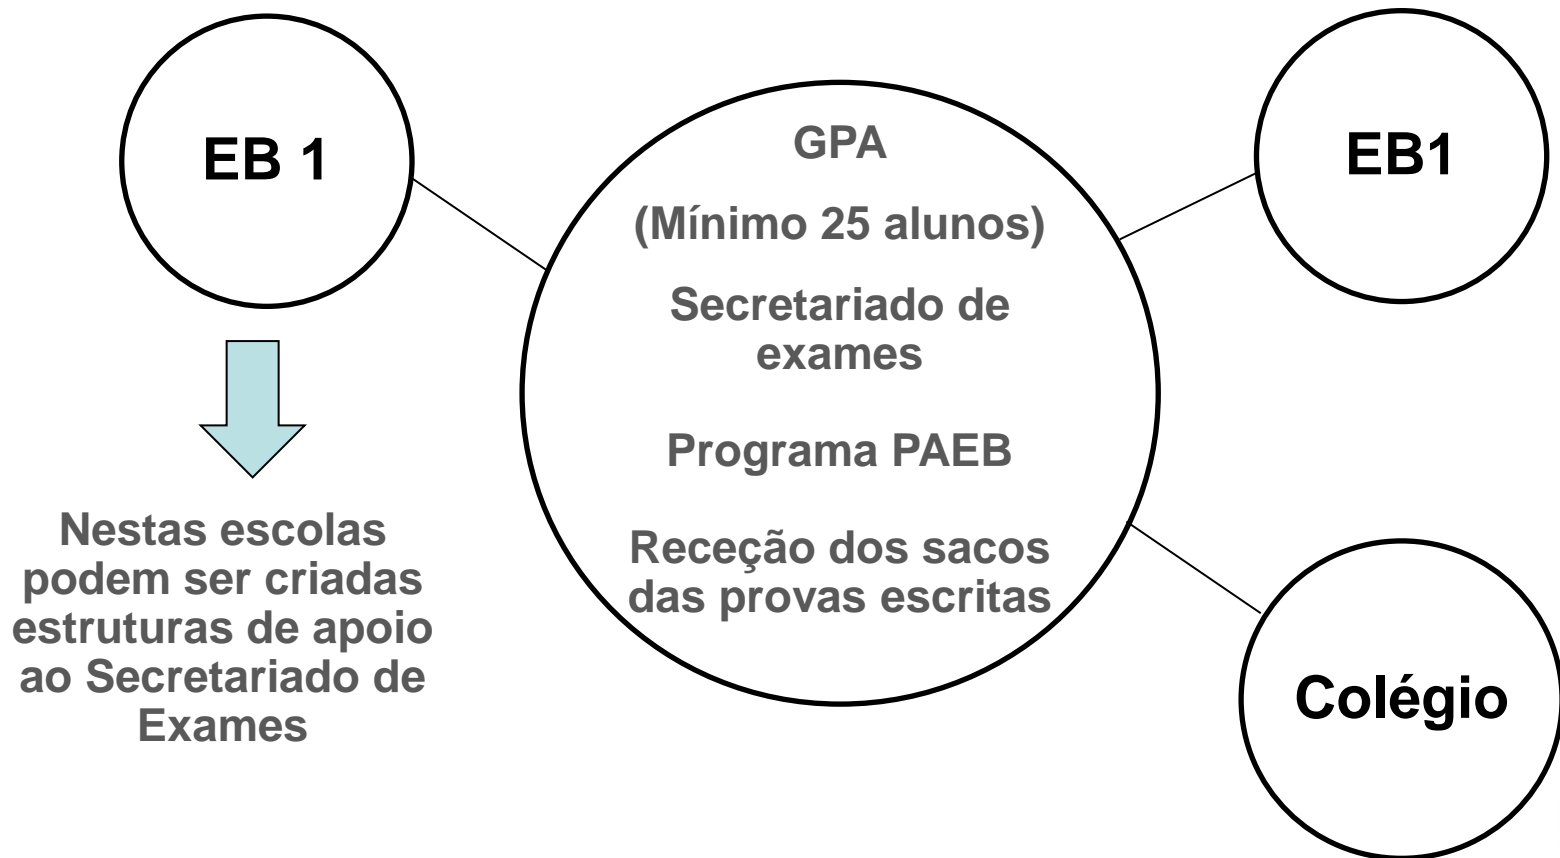 EB 1
Nestas escolas
podem ser criadas
estruturas de apoio
ao Secretariado de
Exames
GPA
(Mínimo 25 alunos)
Secretariado de
exames
Programa PAEB
Receção dos sacos
das provas escritas
EB1
Colégio